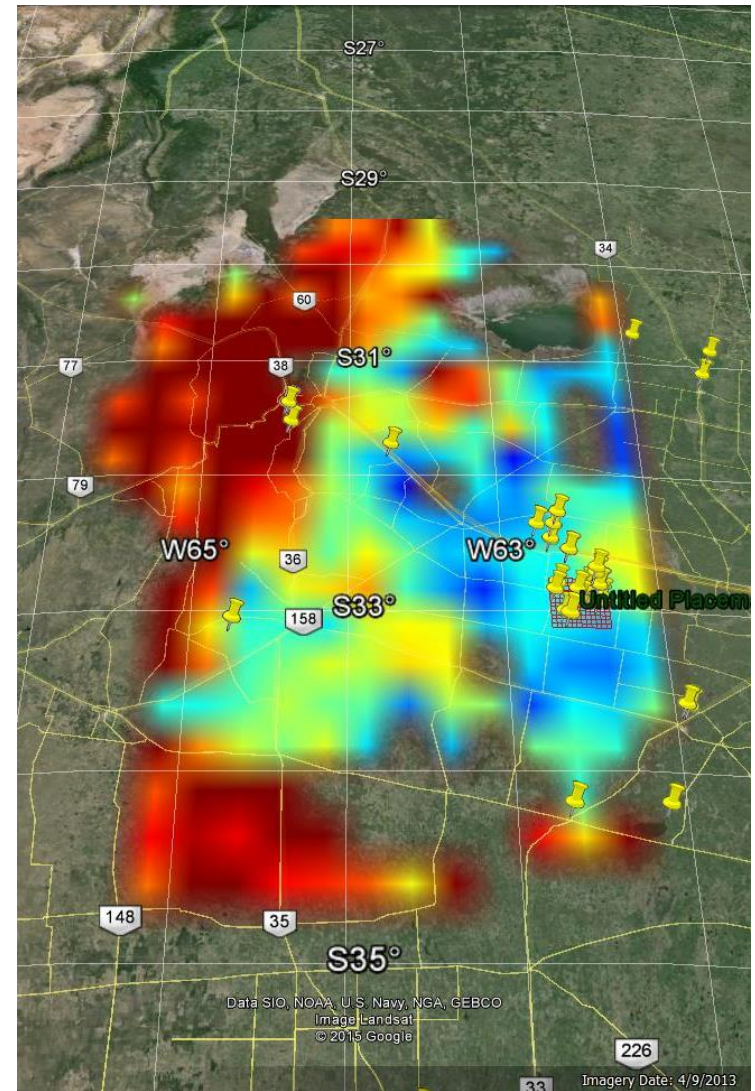 S27°
S29°
34
60
S31°
77
38
79
W65°
W63°
36
S33°
158
Untitled Placem
148
35
S35°
Data SIO, NOAA, U.S. Navy, NGA, GEBCO
Image Landsat
© 2015 Google
226
33
Imagery Date: 4/9/2013